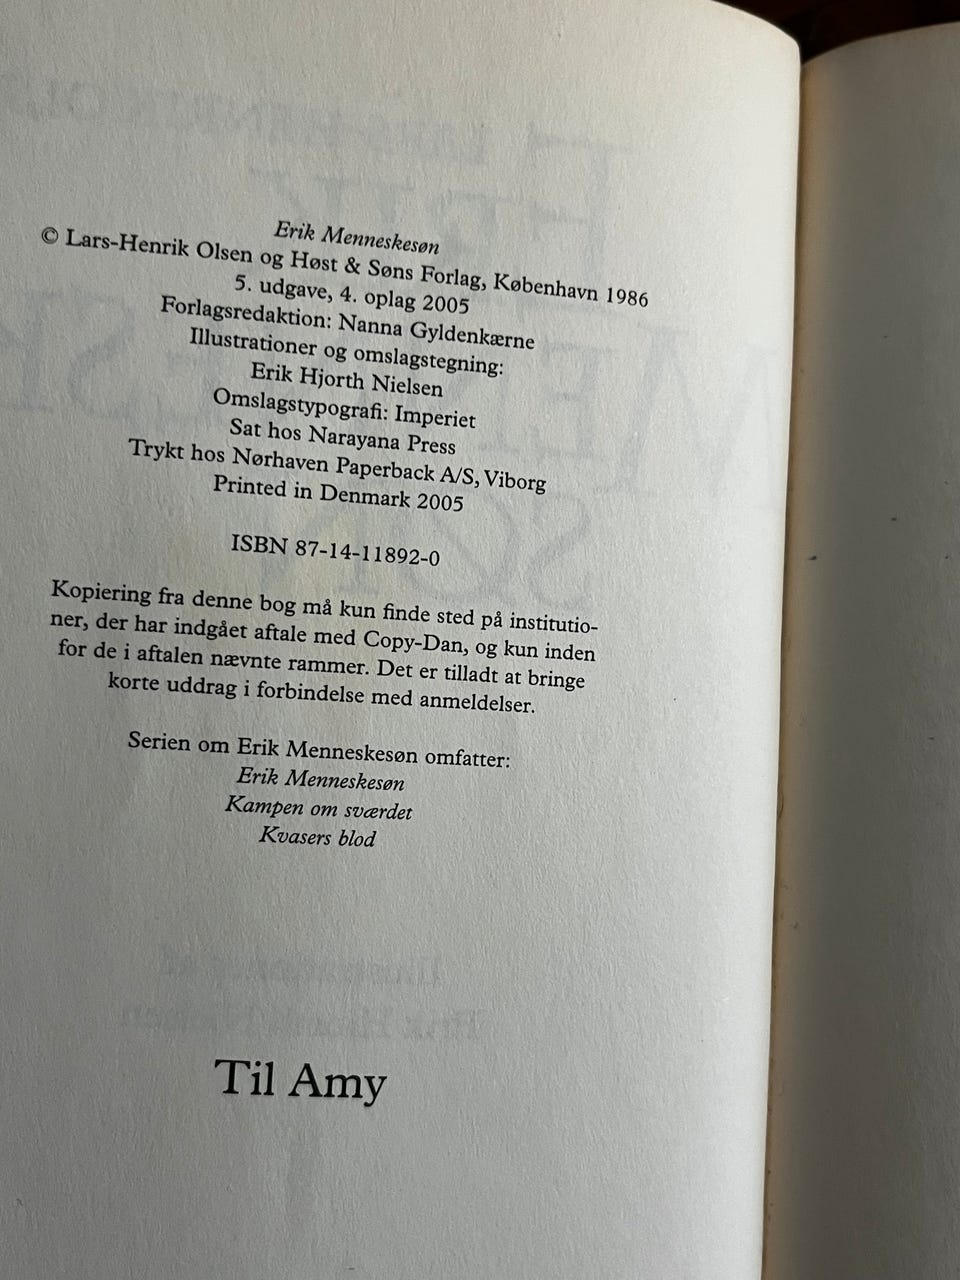 Erik Menneskesøn
© Lars-Henrik Olsen og Høst & Søns Forlag, København 1986
5. udgave, 4. oplag 2005
Forlagsredaktion: Nanna Gyldenkærne
Illustrationer og omslagstegning:
Erik Hjorth Nielsen
Omslagstypografi: Imperiet
Sat hos Narayana Press
Trykt hos Nørhaven Paperback A/S, Viborg
Printed in Denmark 2005
ISBN 87-14-11892-0
Kopiering fra denne bog må kun finde sted på institutio-
ner, der har indgået aftale med Copy-Dan, og kun inden
for de i aftalen nævnte rammer. Det er tilladt at bringe
korte uddrag i forbindelse med anmeldelser.
Serien om Erik Menneskesøn omfatter:
Erik Menneskesøn
Kampen om sværdet
Kvasers blod
Til Amy